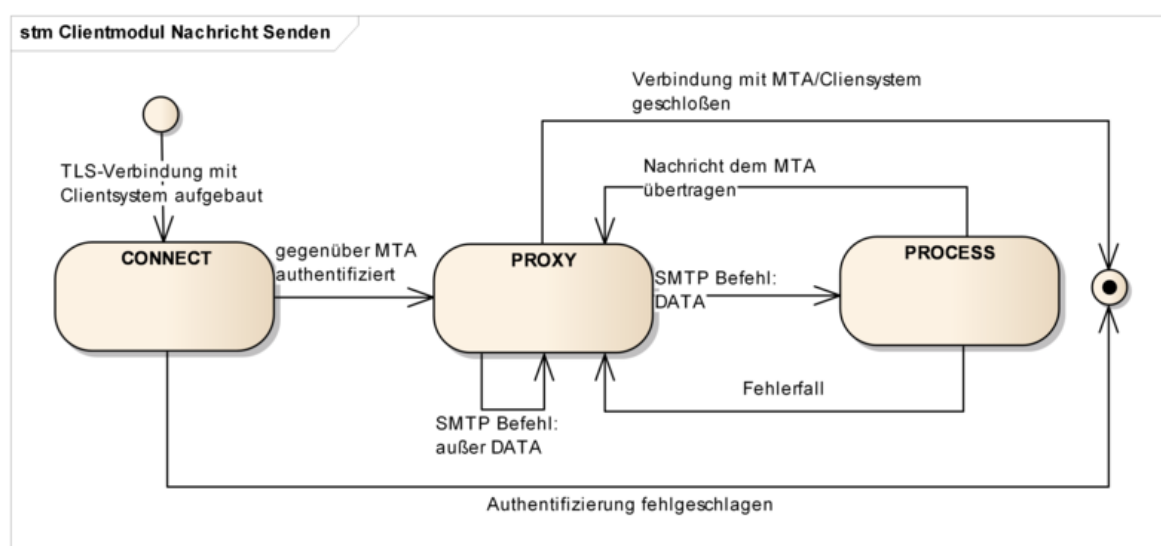 stm Clientmodul Nachricht Senden
Verbindung mit MTA/Cliensystem
geschloßen
TLS-Verbindung mit
Clientsystem aufgebaut
Nachricht dem MTA
übertragen
CONNECT
gegenüber MTA
authentifiziert
PROXY
SMTP Befehl:
DATA
PROCESS
Fehlerfall
SMTP Befehl:
außer DATA
Authentifizierung fehlgeschlagen